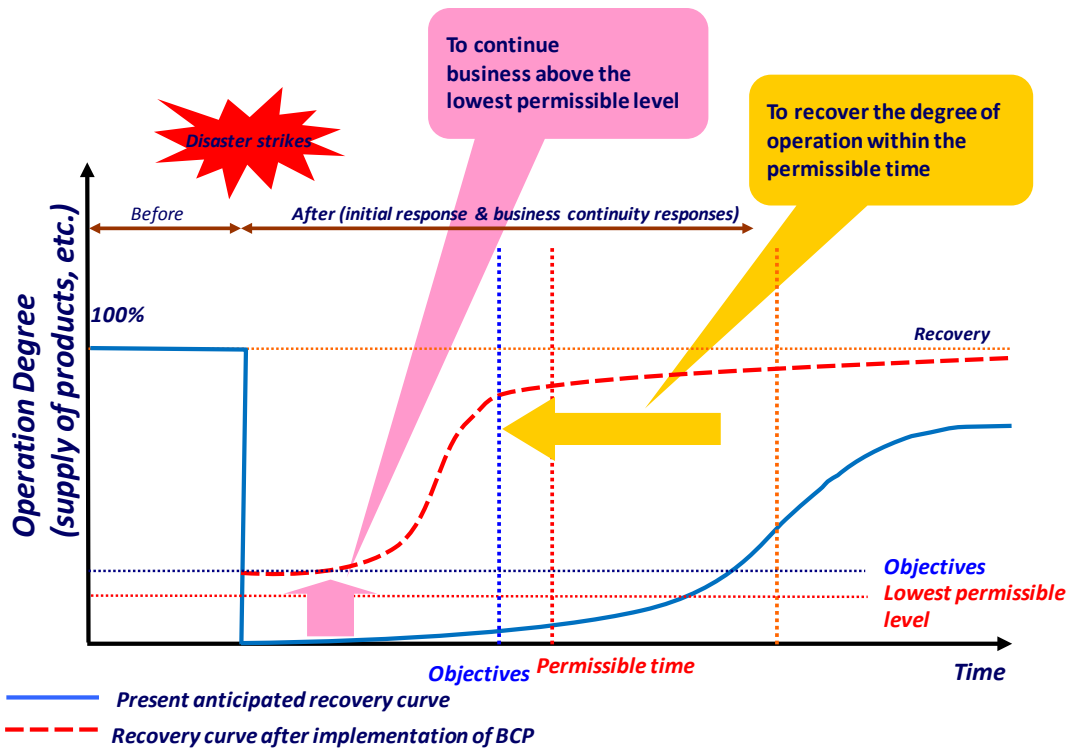 To continue
business above the
lowest permissible level
To recover the degree of
operation within the
permissible time
Disaster strikes
Before
After (initial response & business continuity responses)
Operation Degree
(supply of products, etc.)
100%
Recovery
Objectives
Lowest permissible
level
Objectives
Permissible time
Time
Present anticipated recovery curve
Recovery curve after implementation of BCP